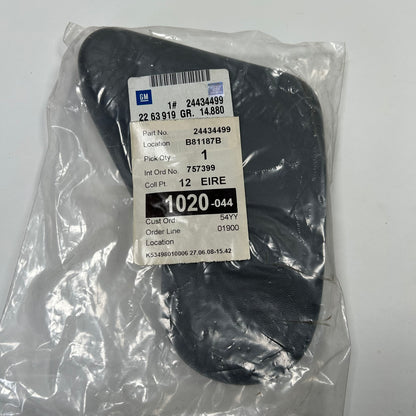 GM
1# 24434499
22 63 919 GR. 14.880
Part No. 24434499
Location B81187B
Pick Qty 1
Int Ord No. 757399
Coll Pt. 12 EIRE
1020-044
Cust Ord 54YY
Order Line 01900
Location
K53498010006 27.06.08-15.42